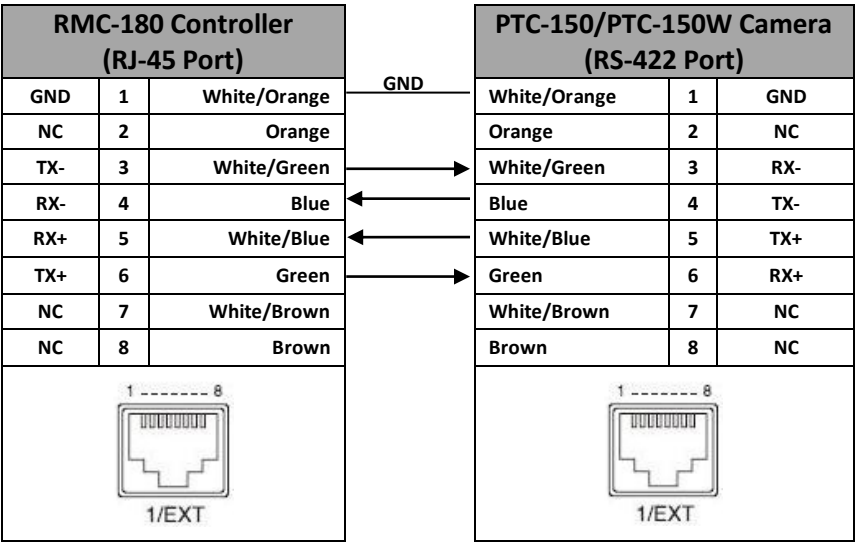 RMC-180 Controller
(RJ-45 Port)
GND 1 White/Orange
NC 2 Orange
TX- 3 White/Green
RX- 4 Blue
RX+ 5 White/Blue
TX+ 6 Green
NC 7 White/Brown
NC 8 Brown
1 ------- 8
1/EXT
GND
PTC-150/PTC-150W Camera
(RS-422 Port)
White/Orange 1 GND
Orange 2 NC
White/Green 3 RX-
Blue 4 TX-
White/Blue 5 TX+
Green 6 RX+
White/Brown 7 NC
Brown 8 NC
1 ------- 8
1/EXT